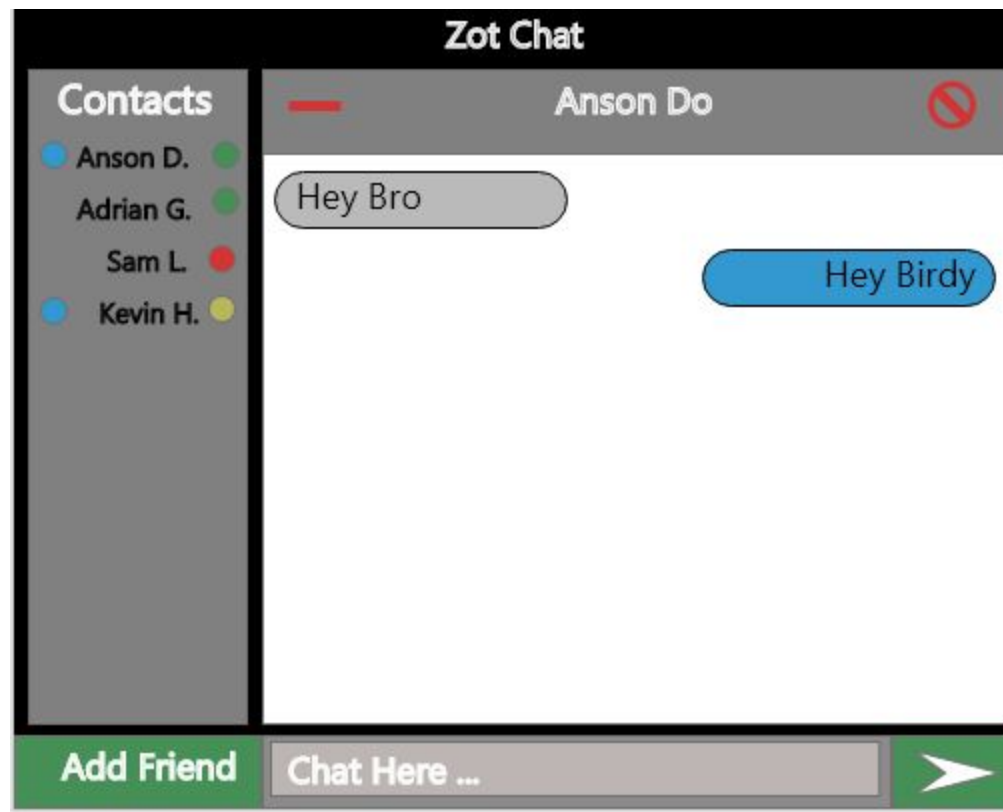 Zot Chat
Contacts
Anson D.
Adrian G.
Sam L.
Kevin H.
Anson Do
Hey Bro
Hey Birdy
Add Friend
Chat Here ...